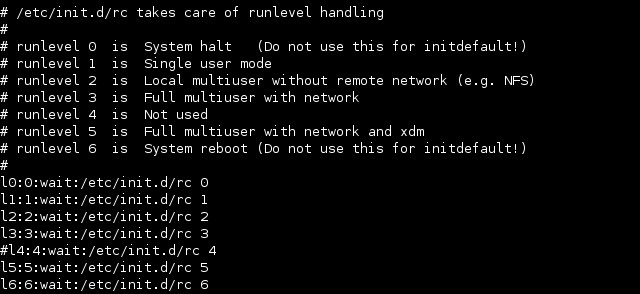 # /etc/init.d/rc takes care of runlevel handling
#
# runlevel 0  is  System halt   (Do not use this for initdefault!)
# runlevel 1  is  Single user mode
# runlevel 2  is  Local multiuser without remote network (e.g. NFS)
# runlevel 3  is  Full multiuser with network
# runlevel 4  is  Not used
# runlevel 5  is  Full multiuser with network and xdm
# runlevel 6  is  System reboot (Do not use this for initdefault!)
#
l0:0:wait:/etc/init.d/rc 0
l1:1:wait:/etc/init.d/rc 1
l2:2:wait:/etc/init.d/rc 2
l3:3:wait:/etc/init.d/rc 3
#l4:4:wait:/etc/init.d/rc 4
l5:5:wait:/etc/init.d/rc 5
l6:6:wait:/etc/init.d/rc 6